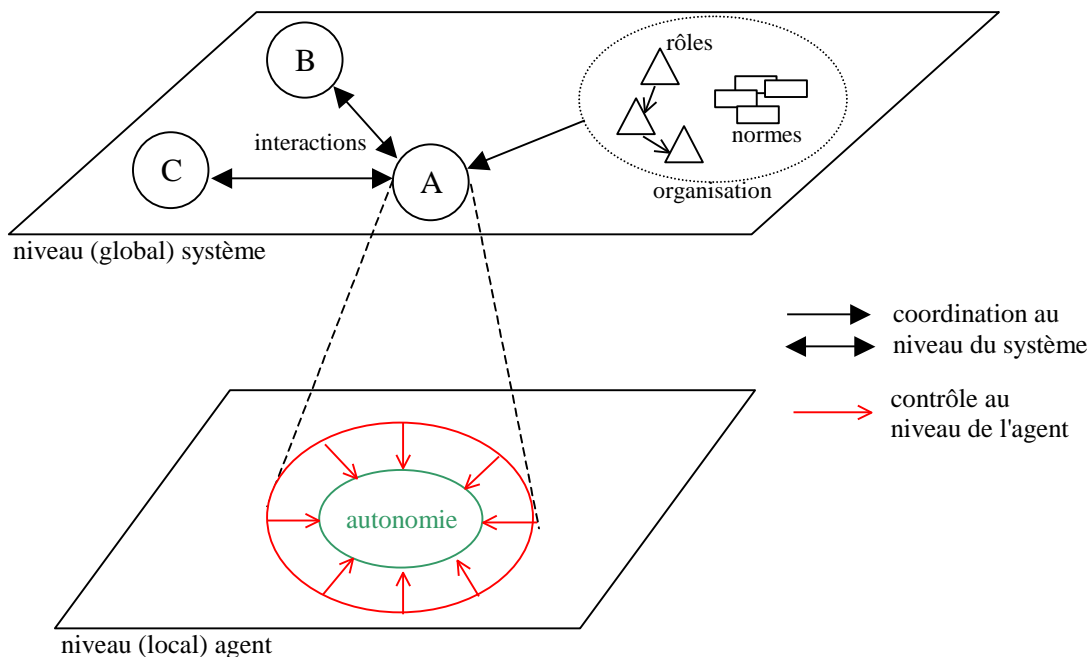 B
rôles
interactions
normes
C
A
organisation
niveau (global) système
coordination au
niveau du système
contrôle au
niveau de l'agent
autonomie
niveau (local) agent